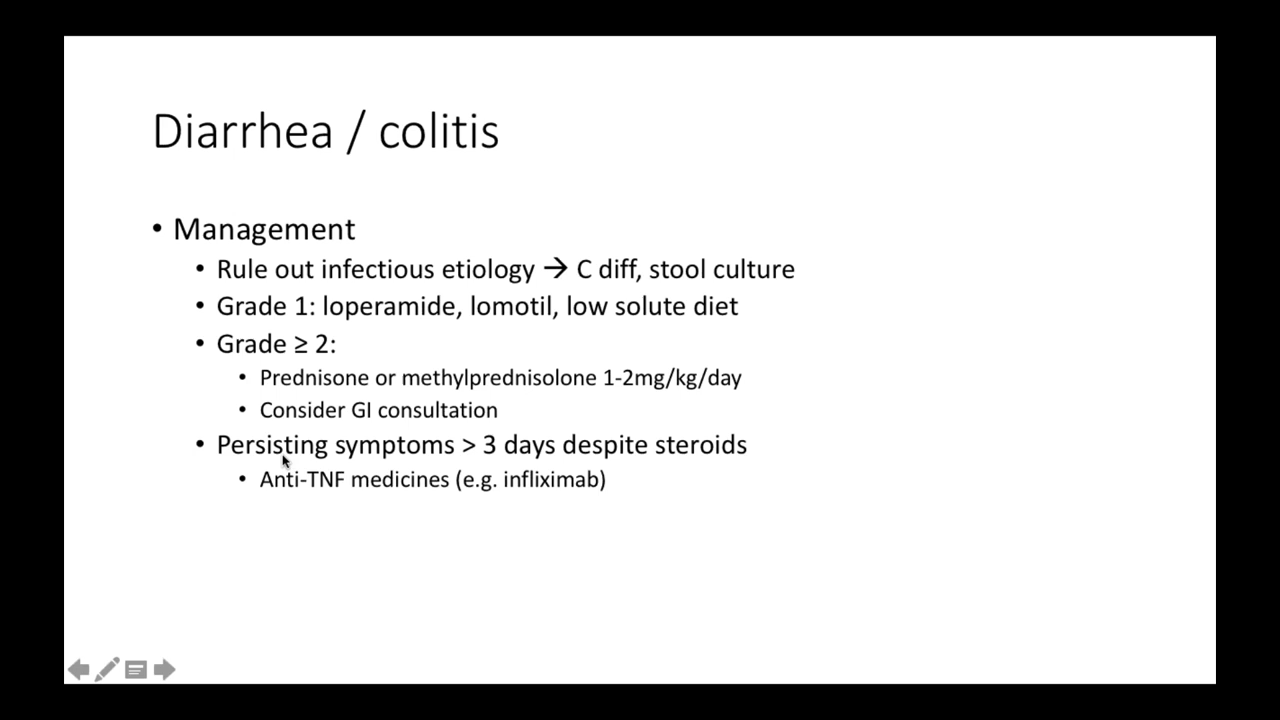 Diarrhea / colitis
• Management
• Rule out infectious etiology → C diff, stool culture
• Grade 1: loperamide, lomotil, low solute diet
• Grade ≥ 2:
• Prednisone or methylprednisolone 1-2mg/kg/day
• Consider GI consultation
• Persisting symptoms > 3 days despite steroids
• Anti-TNF medicines (e.g. infliximab)